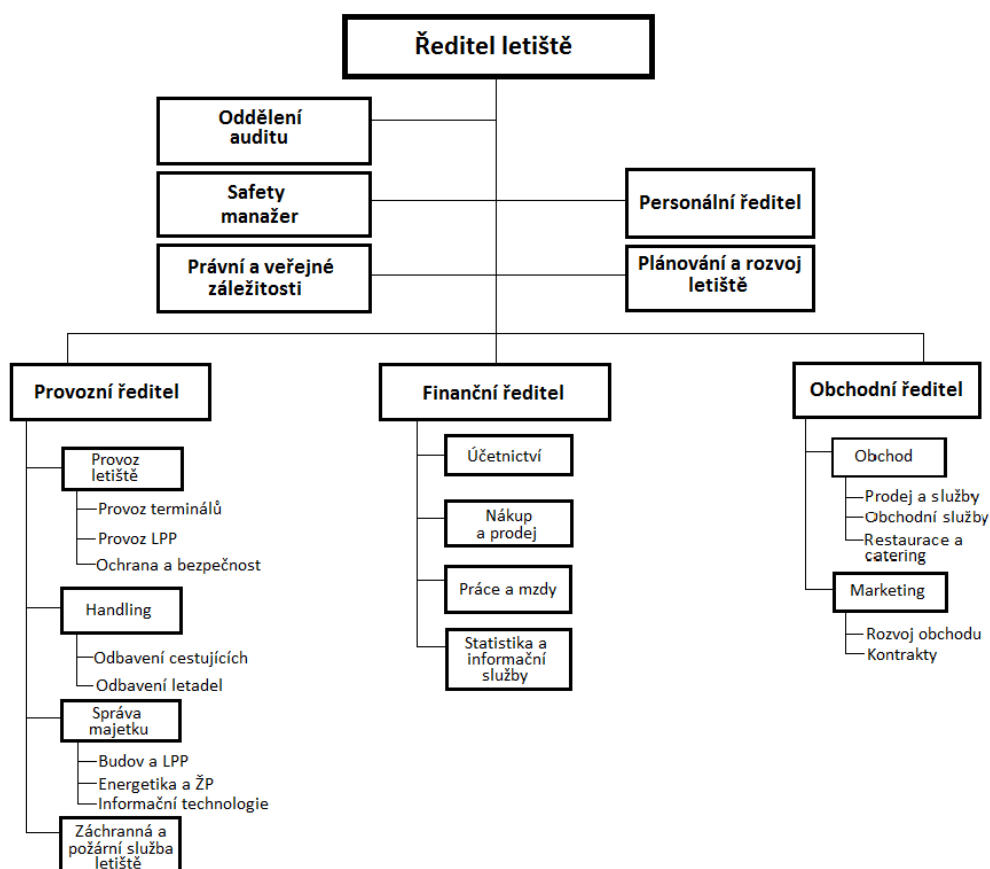 Ředitel letiště
Oddělení
auditu
Safety
manažer
Personální ředitel
Právní a veřejné
záležitosti
Plánování a rozvoj
letiště
Provozní ředitel
Provoz
letiště
Provoz terminálů
Provoz LPP
Ochrana a bezpečnost
Handling
Odbavení cestujících
Odbavení letadel
Správa
majetku
Budov a LPP
Energetika a ŽP
Informační technologie
Záchranná a
požární služba
letiště
Finanční ředitel
Účetnictví
Nákup
a prodej
Práce a mzdy
Statistika a
informační
služby
Obchodní ředitel
Obchod
Prodej a služby
Obchodní služby
Restaurace a
catering
Marketing
Rozvoj obchodu
Kontrakty